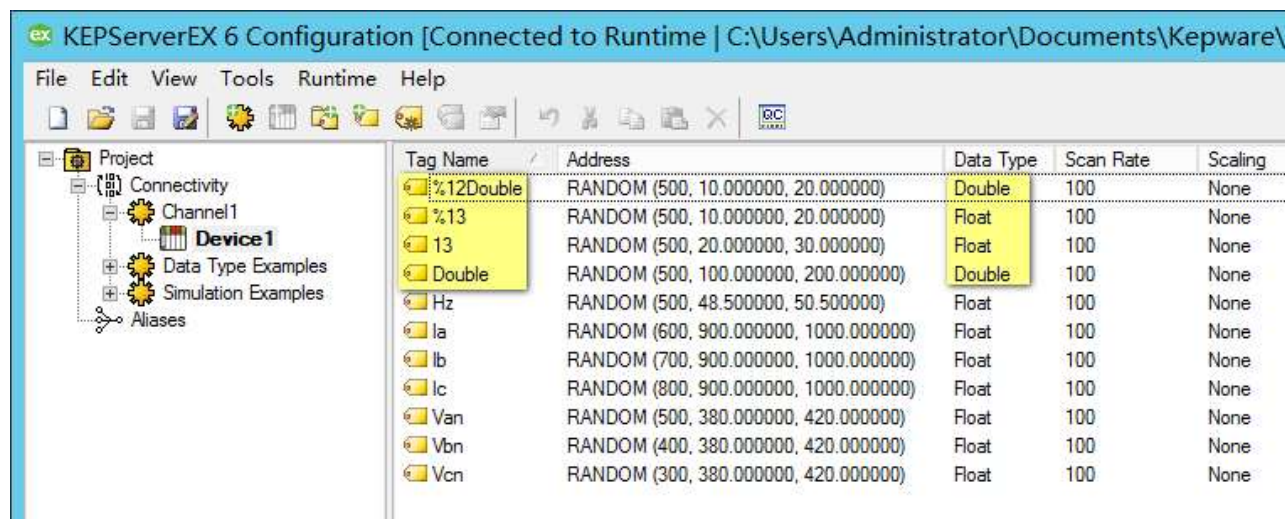 KEPServerEX 6 Configuration [Connected to Runtime | C:\Users\Administrator\Documents\Kepware\
File Edit View Tools Runtime Help
QC
Project
Connectivity
Channel1
Device1
Data Type Examples
Simulation Examples
Aliases
Tag Name Address Data Type Scan Rate Scaling
%12Double RANDOM (500, 10.000000, 20.000000) Double 100 None
%13 RANDOM (500, 10.000000, 20.000000) Float 100 None
13 RANDOM (500, 20.000000, 30.000000) Float 100 None
Double RANDOM (500, 100.000000, 200.000000) Double 100 None
Hz RANDOM (500, 48.500000, 50.500000) Float 100 None
Ia RANDOM (600, 900.000000, 1000.000000) Float 100 None
Ib RANDOM (700, 900.000000, 1000.000000) Float 100 None
Ic RANDOM (800, 900.000000, 1000.000000) Float 100 None
Van RANDOM (500, 380.000000, 420.000000) Float 100 None
Vbn RANDOM (400, 380.000000, 420.000000) Float 100 None
Vcn RANDOM (300, 380.000000, 420.000000) Float 100 None